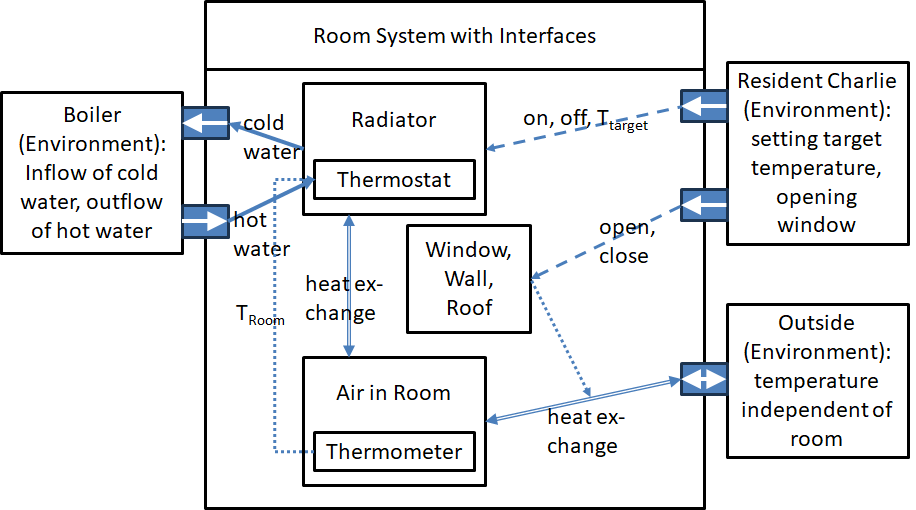 Room System with Interfaces
Boiler
(Environment):
Inflow of cold
water, outflow
of hot water
cold
water
hot
water
Radiator
Thermostat
on, off, T_target
Resident Charlie
(Environment):
setting target
temperature,
opening
window
open,
close
Window,
Wall,
Roof
heat ex-
change
T_Room
Air in Room
Thermometer
heat ex-
change
Outside
(Environment):
temperature
independent of
room